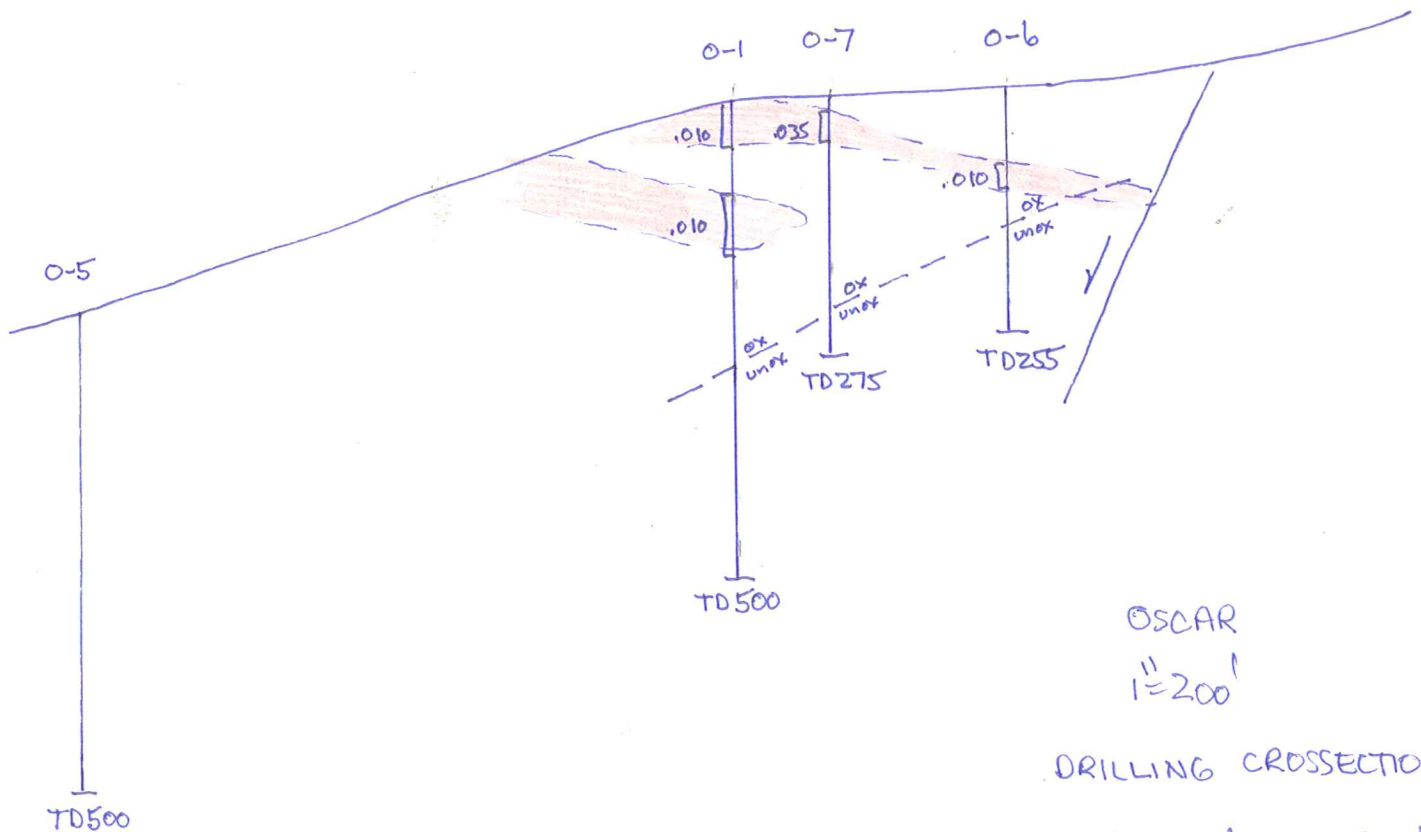 O-1
O-7
O-6
.010
.035
.010
.010
ox
unox
O-5
ox
unox
ox
unox
TD275
TD255
TD500
TD500
OSCAR
1"=200'
DRILLING CROSSECTIO